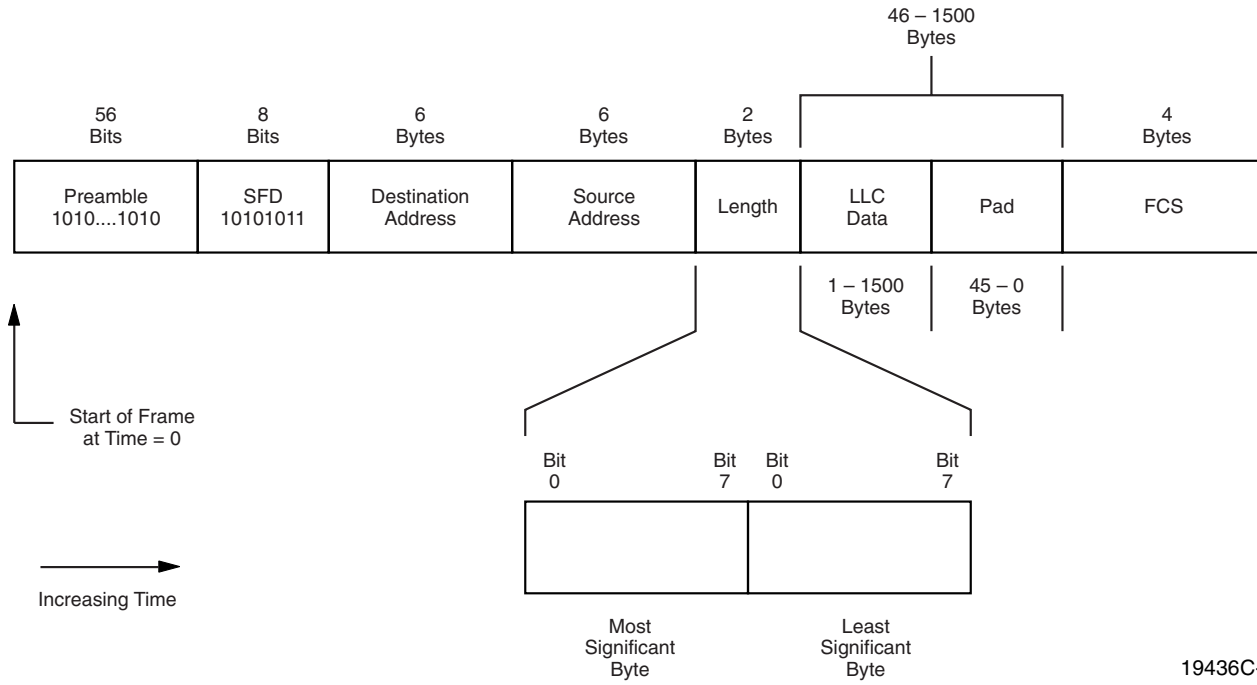 46 – 1500
Bytes
56
Bits
8
Bits
6
Bytes
6
Bytes
2
Bytes
4
Bytes
Preamble
1010....1010
SFD
10101011
Destination
Address
Source
Address
Length
LLC
Data
Pad
FCS
1 – 1500
Bytes
45 – 0
Bytes
Start of Frame
at Time = 0
Bit
0
Bit
7
Bit
0
Bit
7
Increasing Time
Most
Significant
Byte
Least
Significant
Byte
19436C-